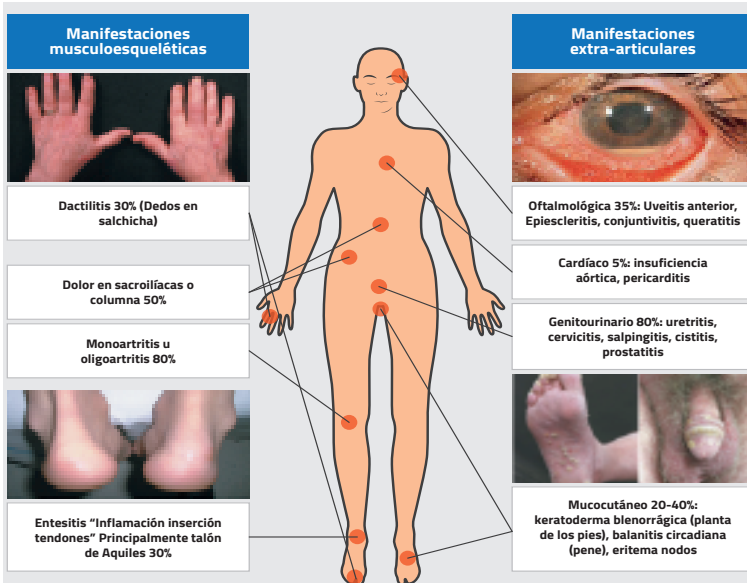 Manifestaciones
musculoesqueléticas
Dactilitis 30% (Dedos en
salchicha)
Dolor en sacroilíacas o
columna 50%
Monoartritis u
oligoartritis 80%
Entesitis “Inflamación inserción
tendones” Principalmente talón
de Aquiles 30%
Manifestaciones
extra-articulares
Oftalmológica 35%: Uveitis anterior,
Epiescleritis, conjuntivitis, queratitis
Cardíaco 5%: insuficiencia
aórtica, pericarditis
Genitourinario 80%: uretritis,
cervicitis, salpingitis, cistitis,
prostatitis
Mucocutáneo 20-40%:
keratoderma blenorrágica (planta
de los pies), balanitis circadiana
(pene), eritema nodos